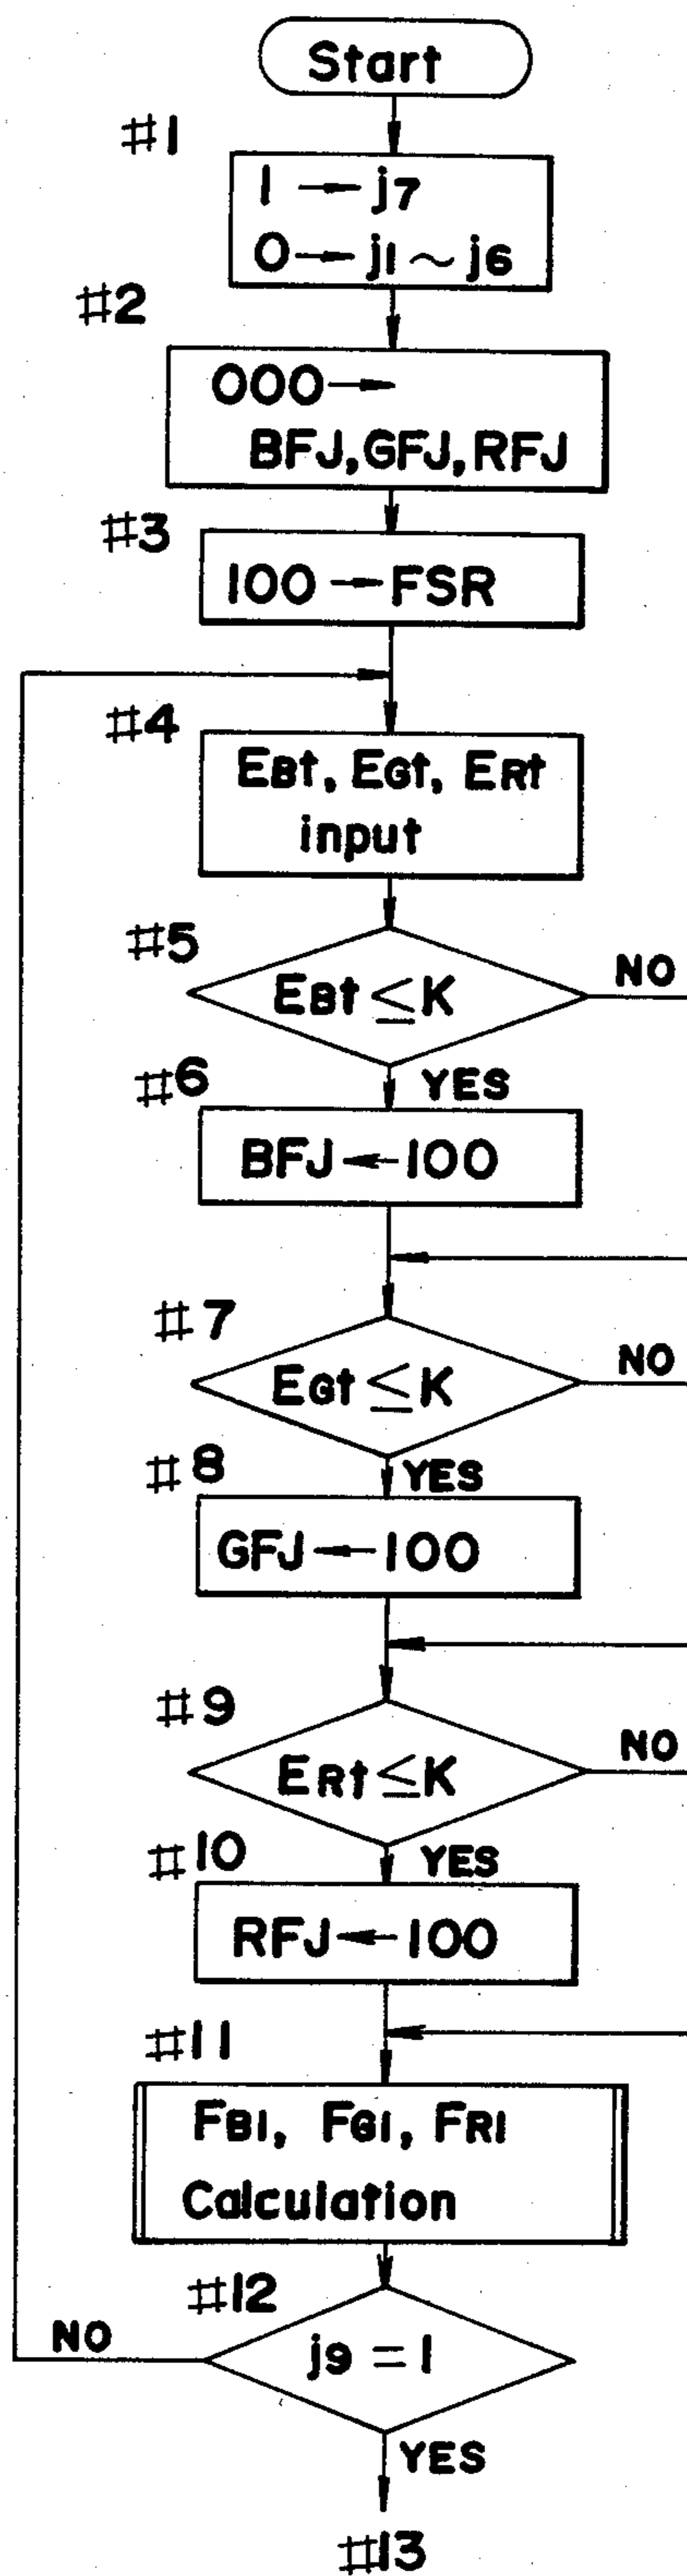 Start
#1
1 → j7
0 → j1 ~ j6
#2
000 →
BFJ, GFJ, RFJ
#3
100 → FSR
#4
EBt, EGt, ERt
input
#5
EBt ≤ K
NO
YES
#6
BFJ ← 100
#7
EGt ≤ K
NO
YES
#8
GFJ ← 100
#9
ERt ≤ K
NO
YES
#10
RFJ ← 100
#11
FB1, FG1, FR1
Calculation
#12
NO
j9 = 1
YES
#13